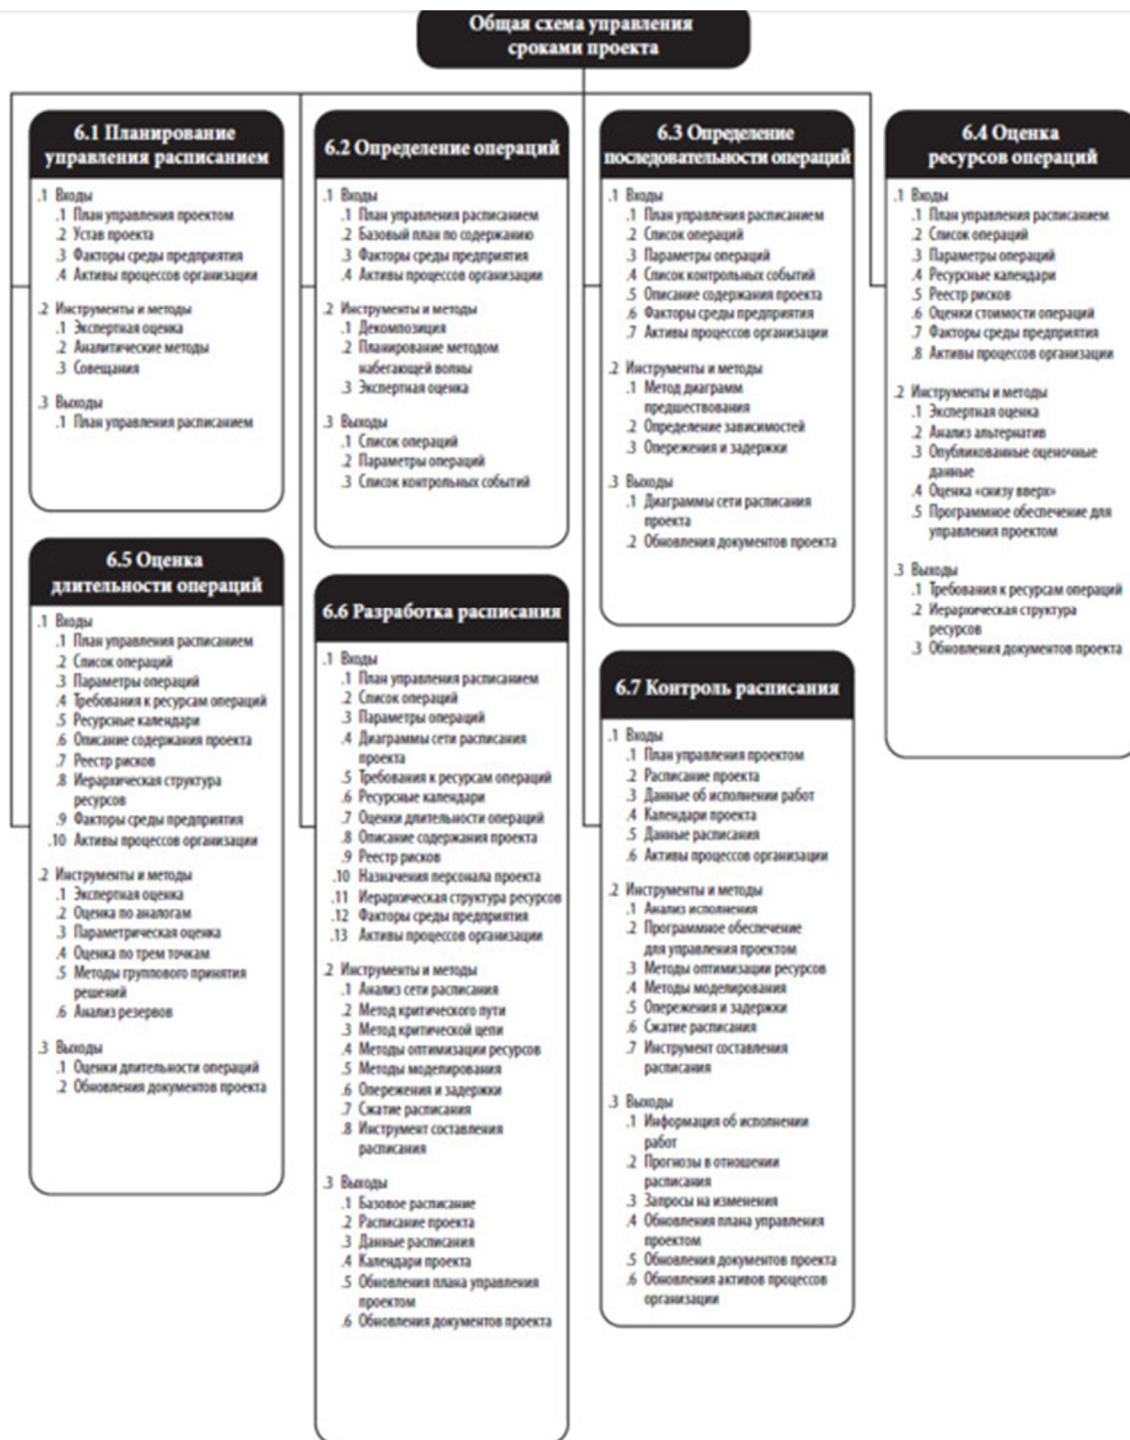 Общая схема управления
сроками проекта
6.1 Планирование
управления расписанием
.1 Входы
.1 План управления проектом
.2 Устав проекта
.3 Факторы среды предприятия
.4 Активы процессов организации
.2 Инструменты и методы
.1 Экспертная оценка
.2 Аналитические методы
.3 Совещания
.3 Выходы
.1 План управления расписанием
6.2 Определение операций
.1 Входы
.1 План управления расписанием
.2 Базовый план по содержанию
.3 Факторы среды предприятия
.4 Активы процессов организации
.2 Инструменты и методы
.1 Декомпозиция
.2 Планирование методом
набегающей волны
.3 Экспертная оценка
.3 Выходы
.1 Список операций
.2 Параметры операций
.3 Список контрольных событий
6.3 Определение
последовательности операций
.1 Входы
.1 План управления расписанием
.2 Список операций
.3 Параметры операций
.4 Список контрольных событий
.5 Описание содержания проекта
.6 Факторы среды предприятия
.7 Активы процессов организации
.2 Инструменты и методы
.1 Метод диаграмм
предшествования
.2 Определение зависимостей
.3 Опережения и задержки
.3 Выходы
.1 Диаграммы сети расписания
проекта
.2 Обновления документов проекта
6.4 Оценка
ресурсов операций
.1 Входы
.1 План управления расписанием
.2 Список операций
.3 Параметры операций
.4 Ресурсные календари
.5 Реестр рисков
.6 Оценки стоимости операций
.7 Факторы среды предприятия
.8 Активы процессов организации
.2 Инструменты и методы
.1 Экспертная оценка
.2 Анализ альтернатив
.3 Опубликованные оценочные
данные
.4 Оценка «снизу вверх»
.5 Программное обеспечение для
управления проектом
.3 Выходы
.1 Требования к ресурсам операций
.2 Иерархическая структура
ресурсов
.3 Обновления документов проекта
6.5 Оценка
длительности операций
.1 Входы
.1 План управления расписанием
.2 Список операций
.3 Параметры операций
.4 Требования к ресурсам операций
.5 Ресурсные календари
.6 Описание содержания проекта
.7 Реестр рисков
.8 Иерархическая структура
ресурсов
.9 Факторы среды предприятия
.10 Активы процессов организации
.2 Инструменты и методы
.1 Экспертная оценка
.2 Оценка по аналогам
.3 Параметрическая оценка
.4 Оценка по трем точкам
.5 Методы группового принятия
решений
.6 Анализ резервов
.3 Выходы
.1 Оценки длительности операций
.2 Обновления документов проекта
6.6 Разработка расписания
.1 Входы
.1 План управления расписанием
.2 Список операций
.3 Параметры операций
.4 Диаграммы сети расписания
проекта
.5 Требования к ресурсам операций
.6 Ресурсные календари
.7 Оценки длительности операций
.8 Описание содержания проекта
.9 Реестр рисков
.10 Назначения персонала проекта
.11 Иерархическая структура ресурсов
.12 Факторы среды предприятия
.13 Активы процессов организации
.2 Инструменты и методы
.1 Анализ сети расписания
.2 Метод критического пути
.3 Метод критической цепи
.4 Методы оптимизации ресурсов
.5 Методы моделирования
.6 Опережения и задержки
.7 Сжатие расписания
.8 Инструмент составления
расписания
.3 Выходы
.1 Базовое расписание
.2 Расписание проекта
.3 Данные расписания
.4 Календари проекта
.5 Обновления плана управления
проектом
.6 Обновления документов проекта
6.7 Контроль расписания
.1 Входы
.1 План управления проектом
.2 Расписание проекта
.3 Данные об исполнении работ
.4 Календари проекта
.5 Данные расписания
.6 Активы процессов организации
.2 Инструменты и методы
.1 Анализ исполнения
.2 Программное обеспечение
для управления проектом
.3 Методы оптимизации ресурсов
.4 Методы моделирования
.5 Опережения и задержки
.6 Сжатие расписания
.7 Инструмент составления
расписания
.3 Выходы
.1 Информация об исполнении
работ
.2 Прогнозы в отношении
расписания
.3 Запросы на изменения
.4 Обновления плана управления
проектом
.5 Обновления документов проекта
.6 Обновления активов процессов
организации